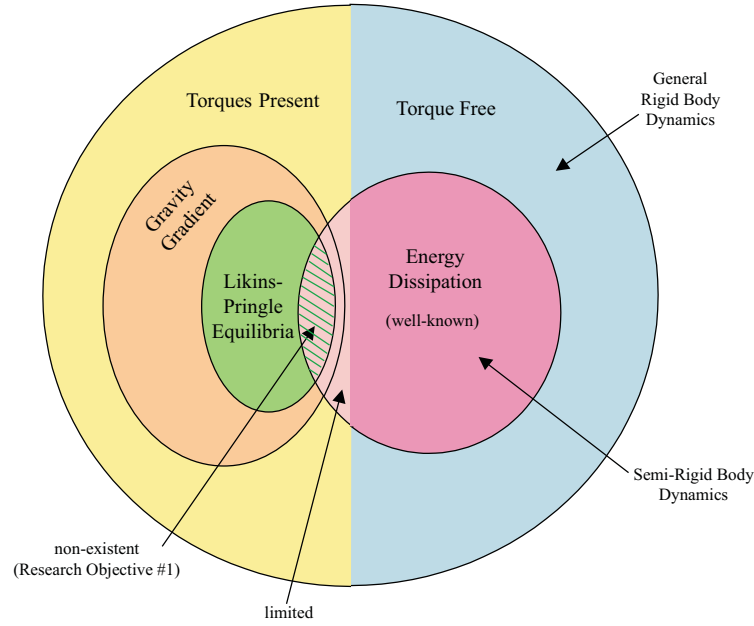 General
Rigid Body
Dynamics
Torques Present
Torque Free
Gravity
Gradient
Likins-
Pringle
Equilibria
Energy
Dissipation
(well-known)
Semi-Rigid Body
Dynamics
non-existent
(Research Objective #1)
limited